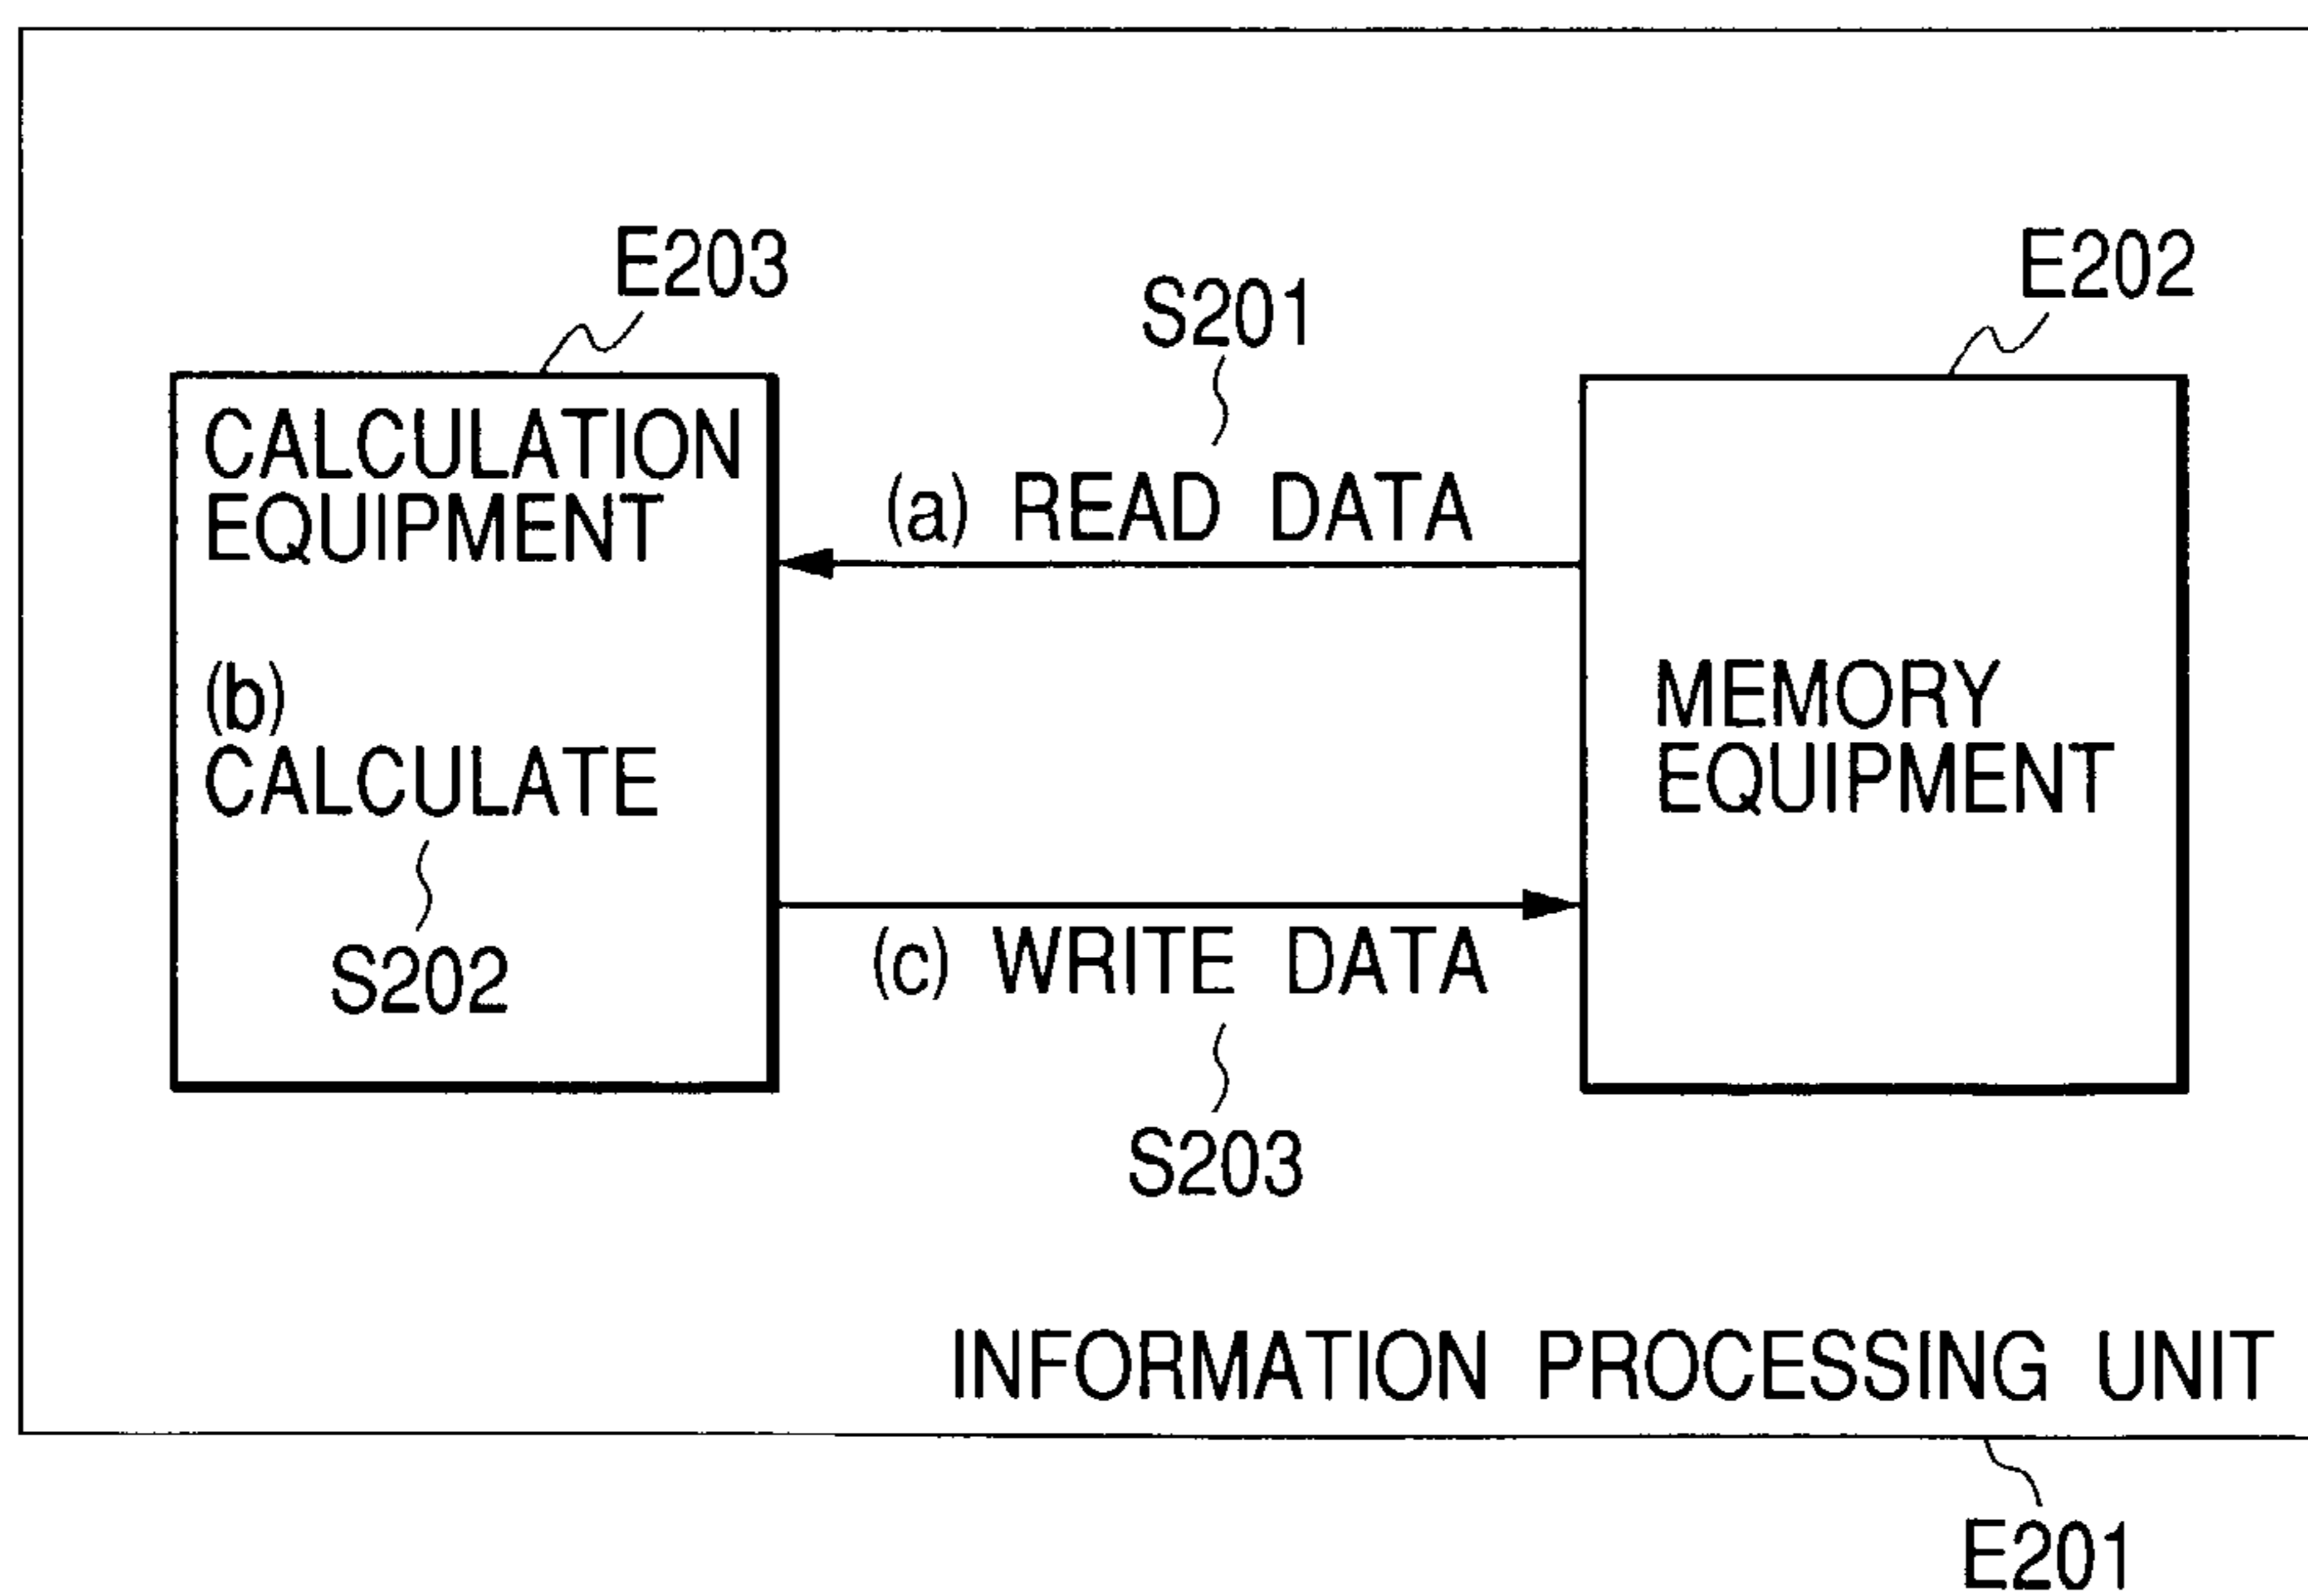 E203
E202
S201
CALCULATION
EQUIPMENT
(a) READ DATA
(b)
CALCULATE
MEMORY
EQUIPMENT
S202
(c) WRITE DATA
S203
INFORMATION PROCESSING UNIT
E201